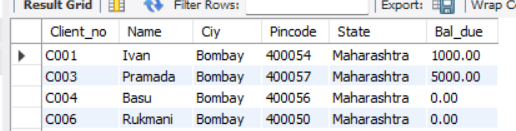 Result Grid | Filter Rows: | Export: | Wrap C
Client_no Name Ciy Pincode State Bal_due
C001 Ivan Bombay 400054 Maharashtra 1000.00
C003 Pramada Bombay 400057 Maharashtra 5000.00
C004 Basu Bombay 400056 Maharashtra 0.00
C006 Rukmani Bombay 400050 Maharashtra 0.00